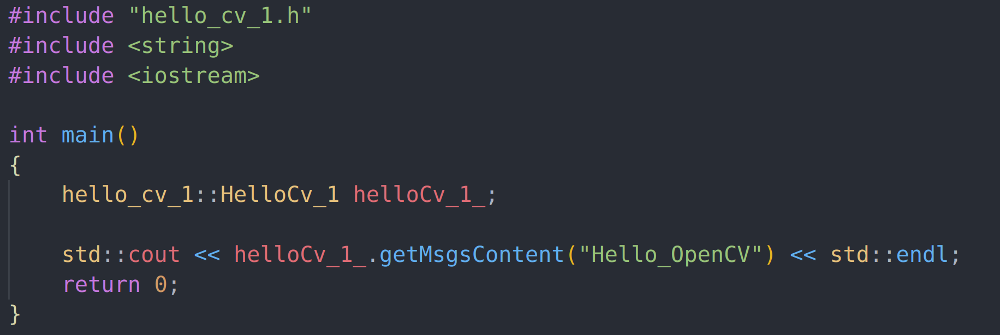 #include "hello_cv_1.h"
#include <string>
#include <iostream>
int main()
{
hello_cv_1::HelloCv_1 helloCv_1_;
std::cout << helloCv_1_.getMsgsContent("Hello_OpenCV") << std::endl;
return 0;
}